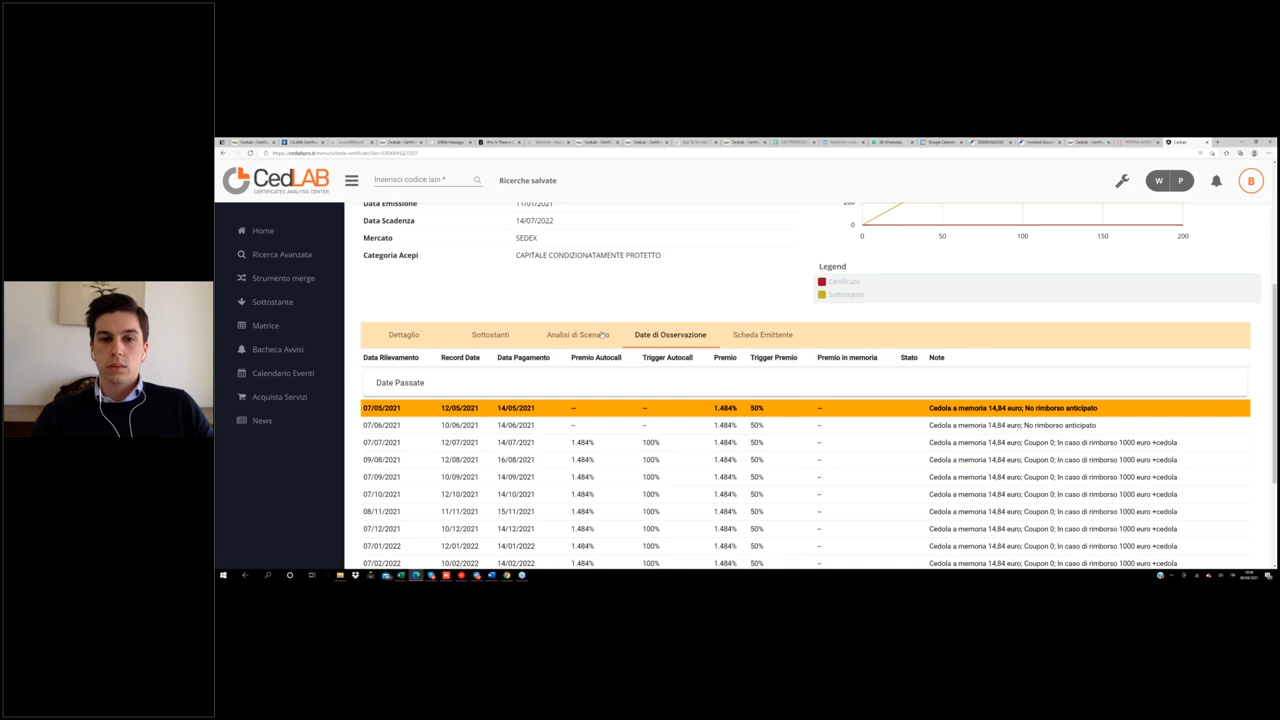 CedLAB
CERTIFICATES ANALYSIS CENTER
Inserisci codice isin *
Ricerche salvate
W P
B
Home
Ricerca Avanzata
Strumento merge
Sottostante
Matrice
Bacheca Avvisi
Calendario Eventi
Acquista Servizi
News
Data Emissione 11/01/2021
Data Scadenza 14/07/2022
Mercato SEDEX
Categoria Acepi CAPITALE CONDIZIONATAMENTE PROTETTO
200
0
0 50 100 150 200
Legend
Certificato
Sottostante
Dettaglio Sottostanti Analisi di Scenario Date di Osservazione Scheda Emittente
Data Rilevamento Record Date Data Pagamento Premio Autocall Trigger Autocall Premio Trigger Premio Premio in memoria Stato Note
Date Passate
07/05/2021 12/05/2021 14/05/2021 -- -- 1.484% 50% -- Cedola a memoria 14,84 euro; No rimborso anticipato
07/06/2021 10/06/2021 14/06/2021 -- -- 1.484% 50% -- Cedola a memoria 14,84 euro; No rimborso anticipato
07/07/2021 12/07/2021 14/07/2021 1.484% 100% 1.484% 50% -- Cedola a memoria 14,84 euro; Coupon 0; In caso di rimborso 1000 euro +cedola
09/08/2021 12/08/2021 16/08/2021 1.484% 100% 1.484% 50% -- Cedola a memoria 14,84 euro; Coupon 0; In caso di rimborso 1000 euro +cedola
07/09/2021 10/09/2021 14/09/2021 1.484% 100% 1.484% 50% -- Cedola a memoria 14,84 euro; Coupon 0; In caso di rimborso 1000 euro +cedola
07/10/2021 12/10/2021 14/10/2021 1.484% 100% 1.484% 50% -- Cedola a memoria 14,84 euro; Coupon 0; In caso di rimborso 1000 euro +cedola
08/11/2021 11/11/2021 15/11/2021 1.484% 100% 1.484% 50% -- Cedola a memoria 14,84 euro; Coupon 0; In caso di rimborso 1000 euro +cedola
07/12/2021 10/12/2021 14/12/2021 1.484% 100% 1.484% 50% -- Cedola a memoria 14,84 euro; Coupon 0; In caso di rimborso 1000 euro +cedola
07/01/2022 12/01/2022 14/01/2022 1.484% 100% 1.484% 50% -- Cedola a memoria 14,84 euro; Coupon 0; In caso di rimborso 1000 euro +cedola
07/02/2022 10/02/2022 14/02/2022 1.484% 100% 1.484% 50% -- Cedola a memoria 14,84 euro; Coupon 0; In caso di rimborso 1000 euro +cedola